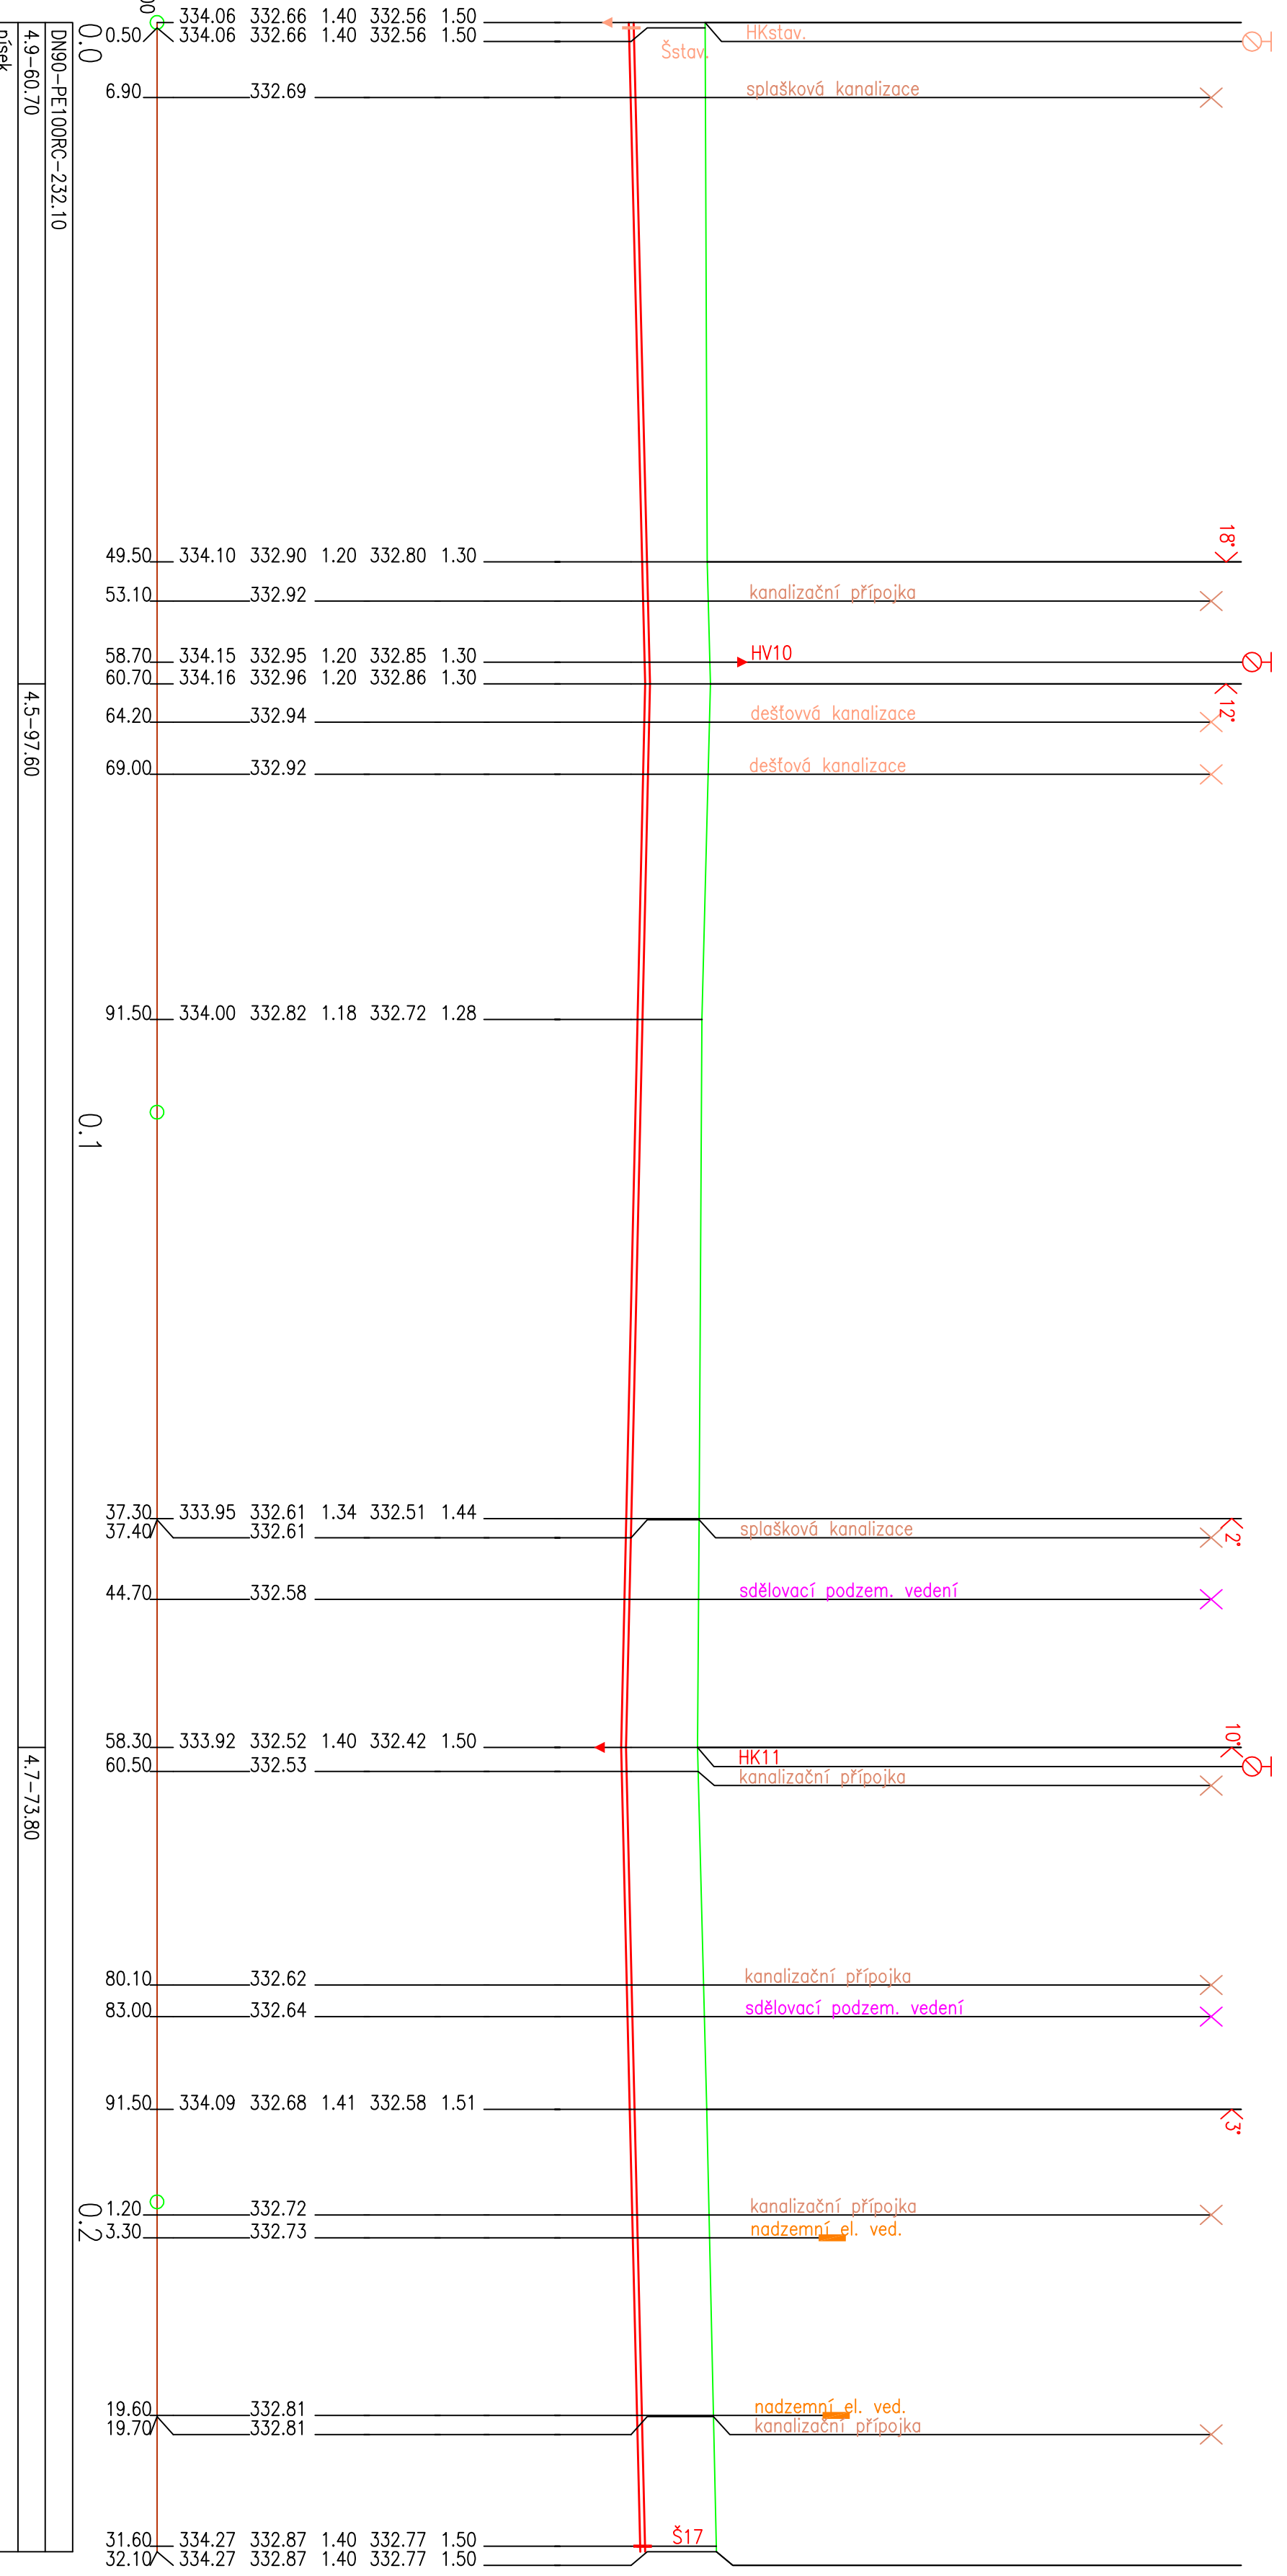 00
334.06 332.66 1.40 332.56 1.50
0.50 334.06 332.66 1.40 332.56 1.50 HKstav.
Šstav.
6.90 332.69 splašková kanalizace
0.0
DN90-PE100RC-232.10
4.9-60.70
písek
18°
49.50 334.10 332.90 1.20 332.80 1.30
53.10 332.92 kanalizační přípojka
58.70 334.15 332.95 1.20 332.85 1.30 HV10
60.70 334.16 332.96 1.20 332.86 1.30
12°
64.20 332.94 dešťovvá kanalizace
4.5-97.60
69.00 332.92 dešťová kanalizace
91.50 334.00 332.82 1.18 332.72 1.28
0.1
37.30 333.95 332.61 1.34 332.51 1.44
2°
37.40 332.61 splašková kanalizace
44.70 332.58 sdělovací podzem. vedení
10°
58.30 333.92 332.52 1.40 332.42 1.50
HK11
60.50 332.53 kanalizační přípojka
4.7-73.80
80.10 332.62 kanalizační přípojka
83.00 332.64 sdělovací podzem. vedení
91.50 334.09 332.68 1.41 332.58 1.51
3°
0.2
1.20 332.72 kanalizační přípojka
3.30 332.73 nadzemní el. ved.
19.60 332.81 nadzemní el. ved.
19.70 332.81 kanalizační přípojka
Š17
31.60 334.27 332.87 1.40 332.77 1.50
32.10 334.27 332.87 1.40 332.77 1.50